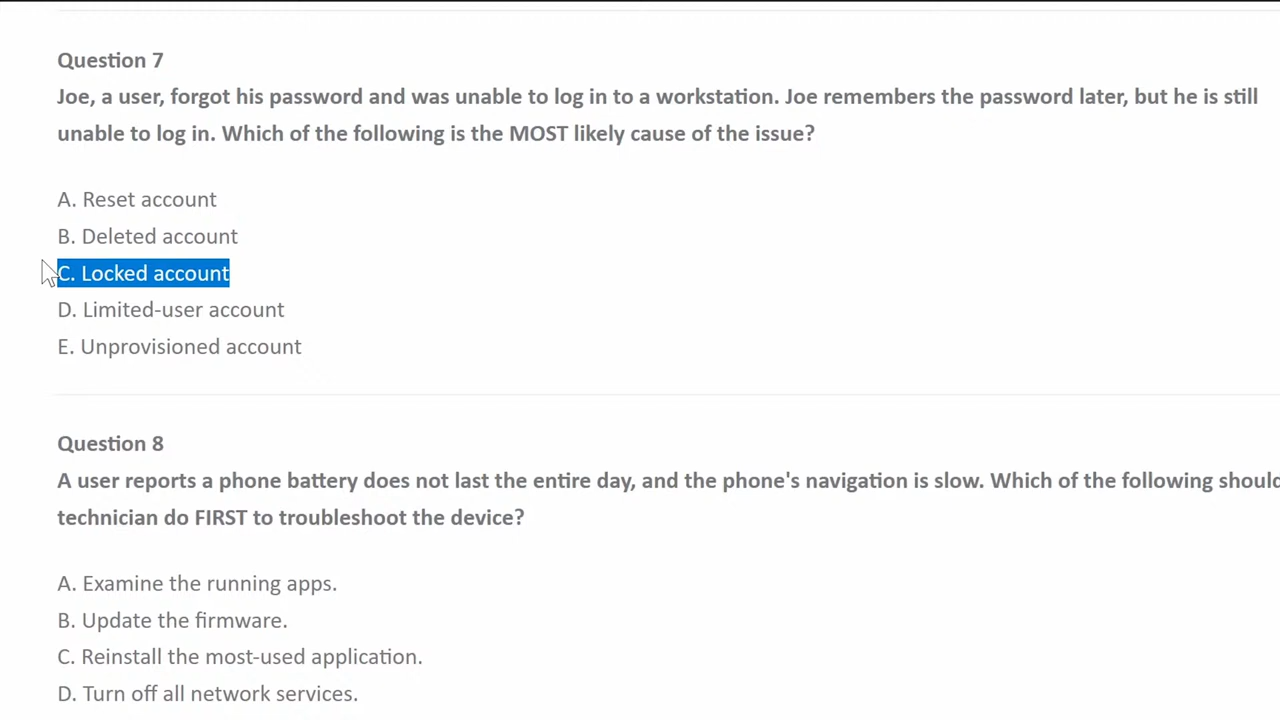 Question 7
Joe, a user, forgot his password and was unable to log in to a workstation. Joe remembers the password later, but he is still
unable to log in. Which of the following is the MOST likely cause of the issue?
A. Reset account
B. Deleted account
C. Locked account
D. Limited-user account
E. Unprovisioned account
Question 8
A user reports a phone battery does not last the entire day, and the phone's navigation is slow. Which of the following
technician do FIRST to troubleshoot the device?
A. Examine the running apps.
B. Update the firmware.
C. Reinstall the most-used application.
D. Turn off all network services.